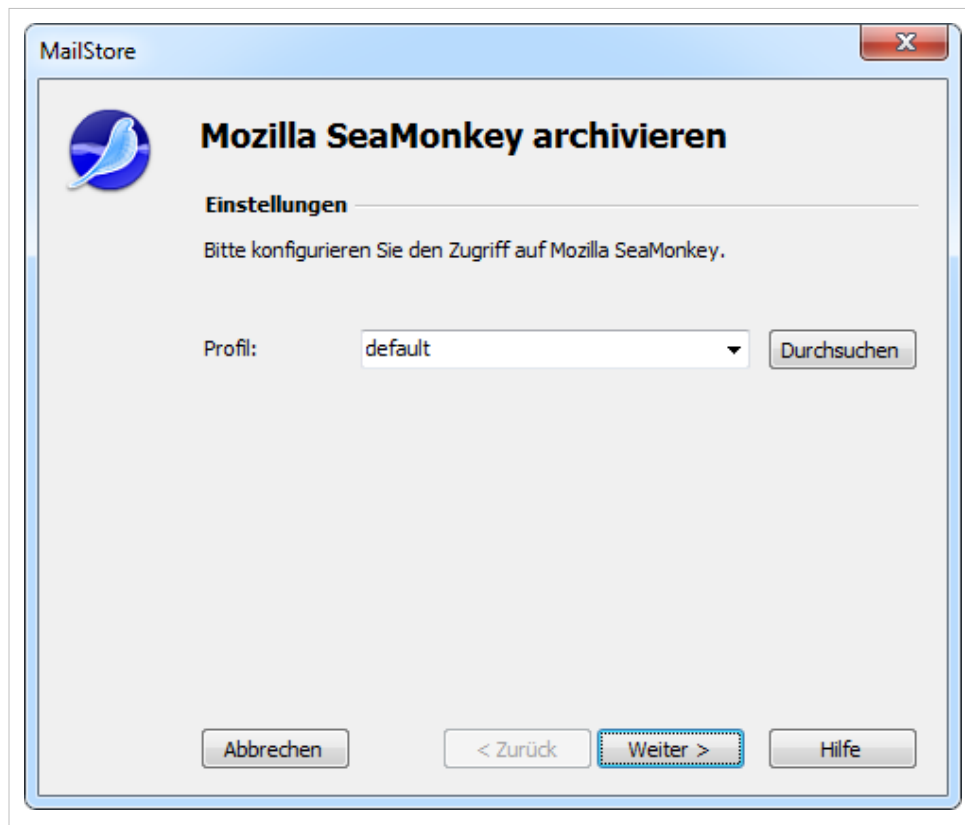 MailStore
Mozilla SeaMonkey archivieren
Einstellungen
Bitte konfigurieren Sie den Zugriff auf Mozilla SeaMonkey.
Profil: default Durchsuchen
Abbrechen < Zurück Weiter > Hilfe